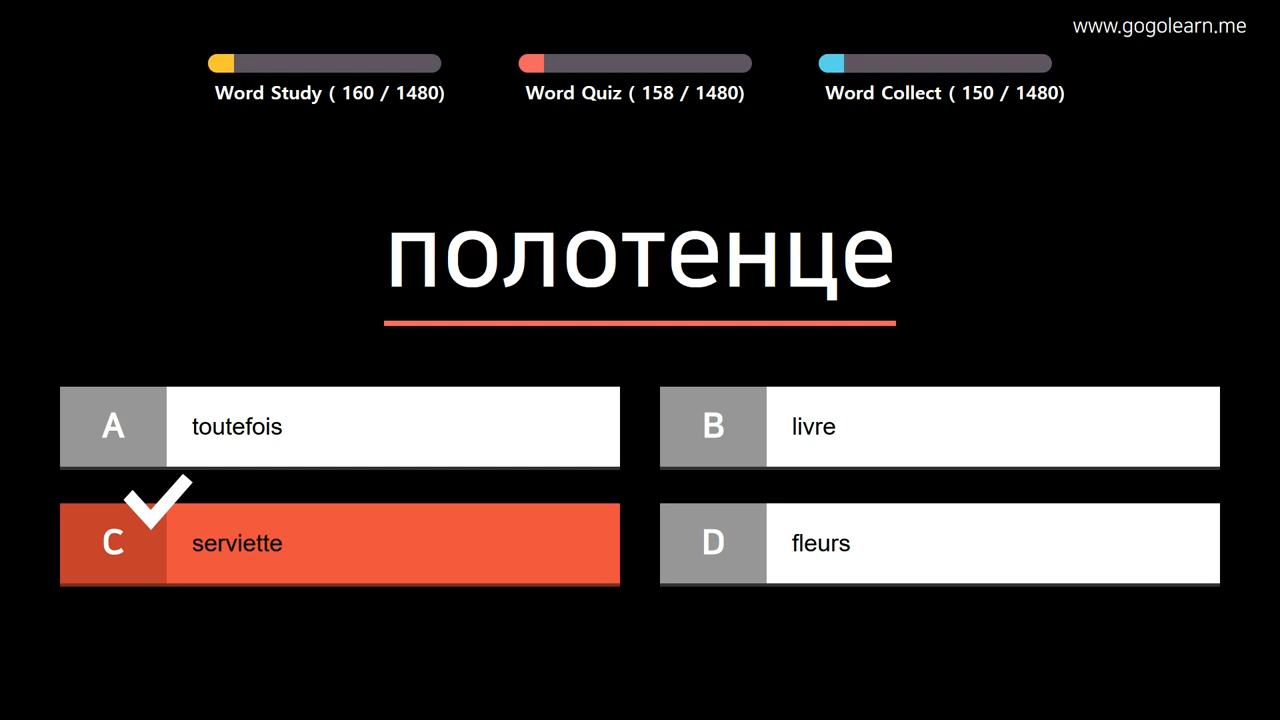 www.gogolearn.me
Word Study ( 160 / 1480)
Word Quiz ( 158 / 1480)
Word Collect ( 150 / 1480)
полотенце
A toutefois
B livre
C serviette
D fleurs